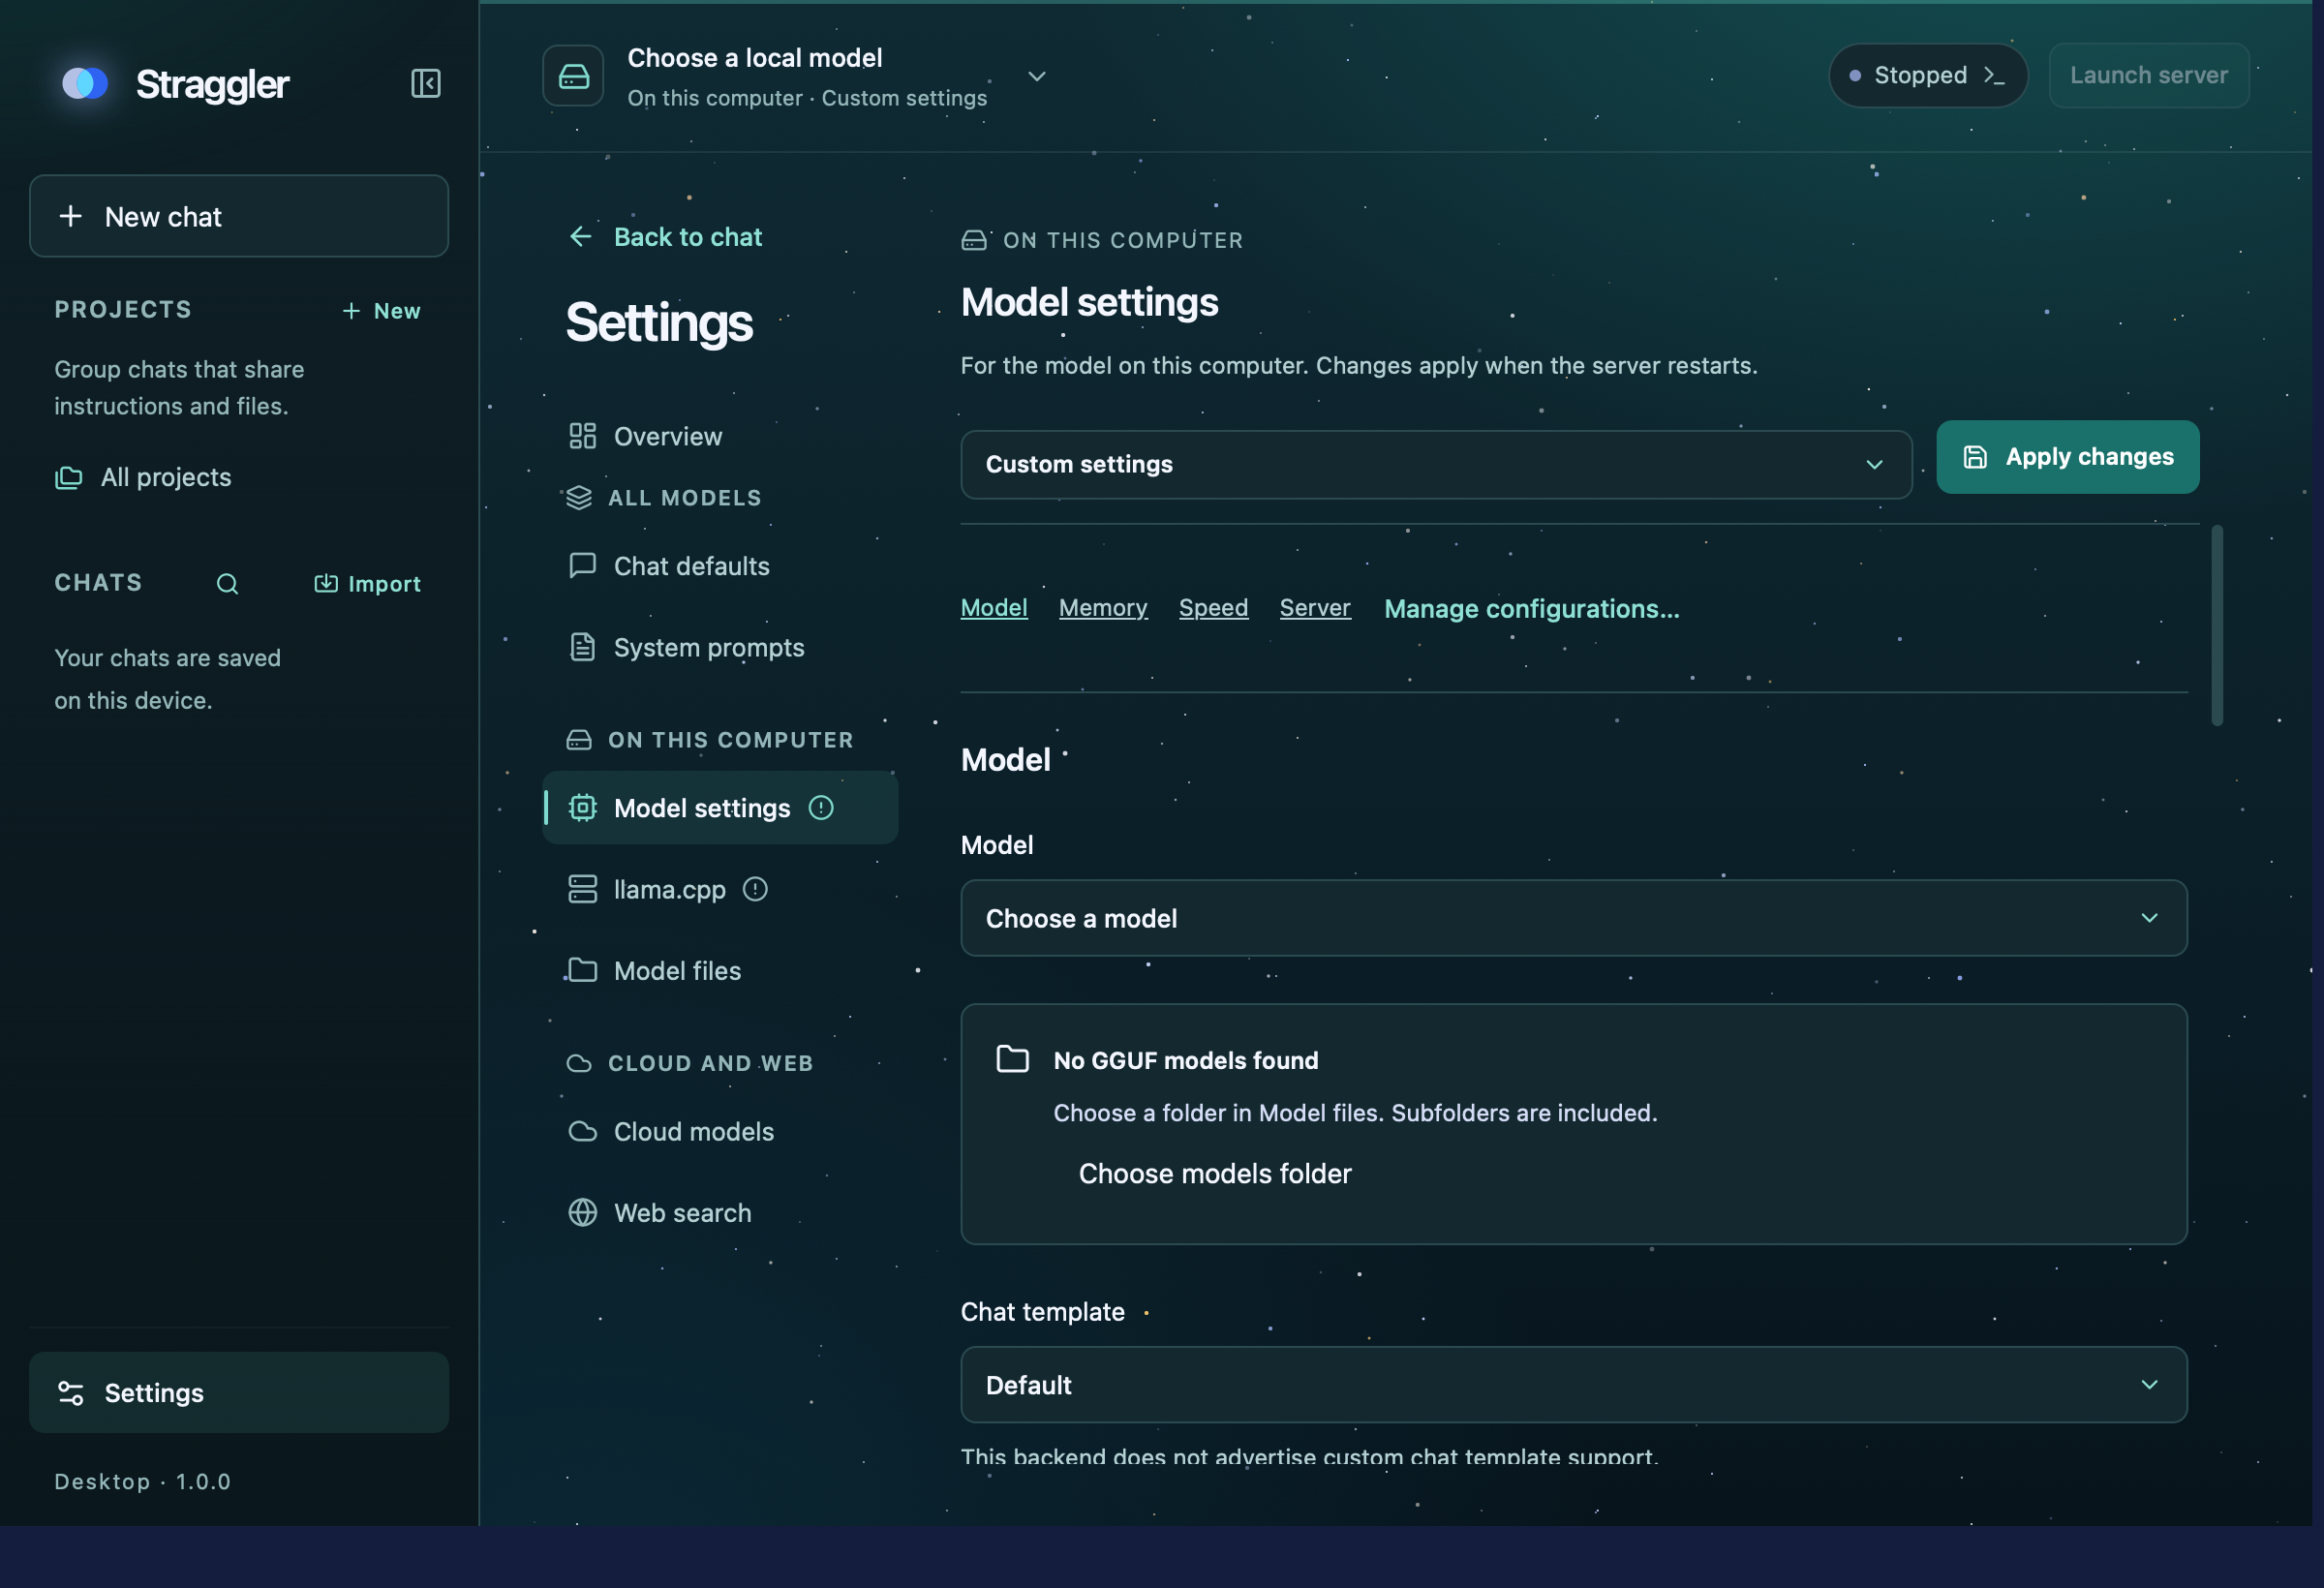 Straggler
New chat
PROJECTS
New
Group chats that share
instructions and files.
All projects
CHATS
Import
Your chats are saved
on this device.
Settings
Desktop · 1.0.0
Choose a local model
On this computer · Custom settings
Stopped
Launch server
Back to chat
Settings
Overview
ALL MODELS
Chat defaults
System prompts
ON THIS COMPUTER
Model settings
llama.cpp
Model files
CLOUD AND WEB
Cloud models
Web search
ON THIS COMPUTER
Model settings
For the model on this computer. Changes apply when the server restarts.
Custom settings
Apply changes
Model Memory Speed Server Manage configurations...
Model
Model
Choose a model
No GGUF models found
Choose a folder in Model files. Subfolders are included.
Choose models folder
Chat template
Default
This backend does not advertise custom chat template support.